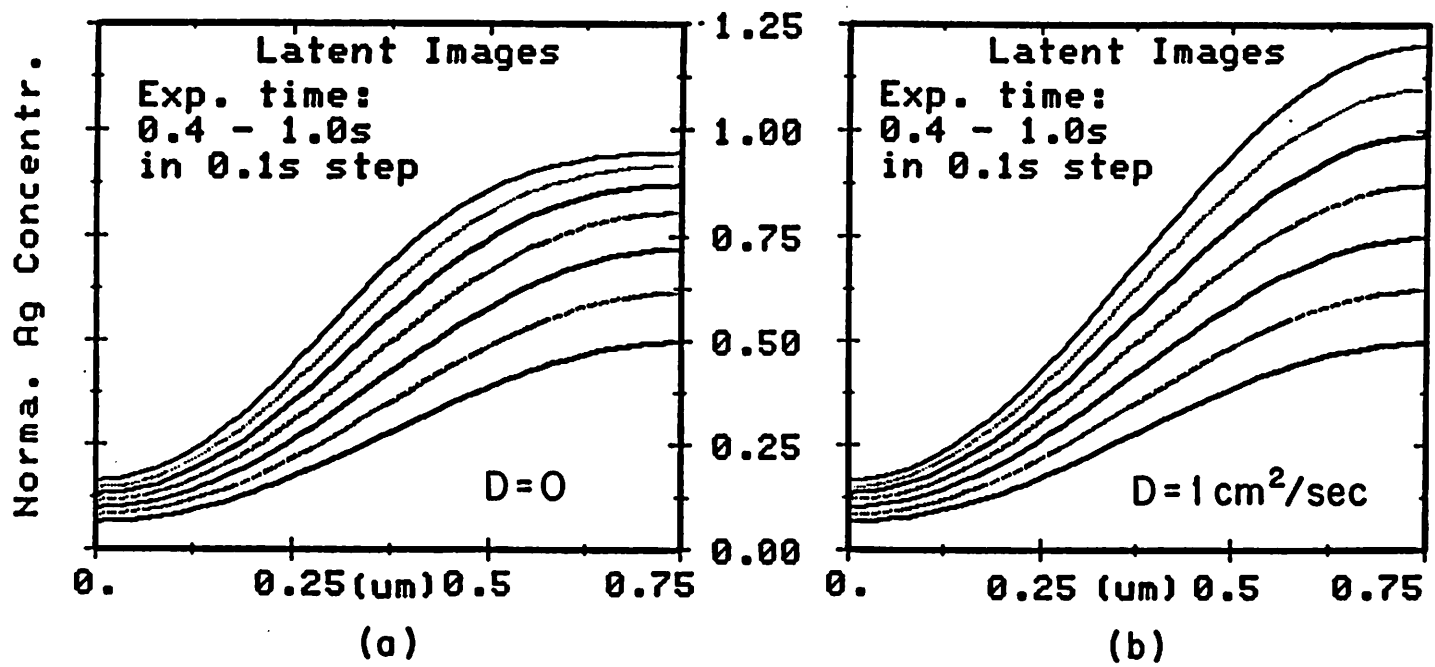 Norma. Ag Concentr.
Latent Images
Exp. time:
0.4 - 1.0s
in 0.1s step
D=0
0.
0.25
(um)
0.5
0.75
(a)
1.25
1.00
0.75
0.50
0.25
0.00
Latent Images
Exp. time:
0.4 - 1.0s
in 0.1s step
D=1 cm²/sec
0.
0.25
(um)
0.5
0.75
(b)